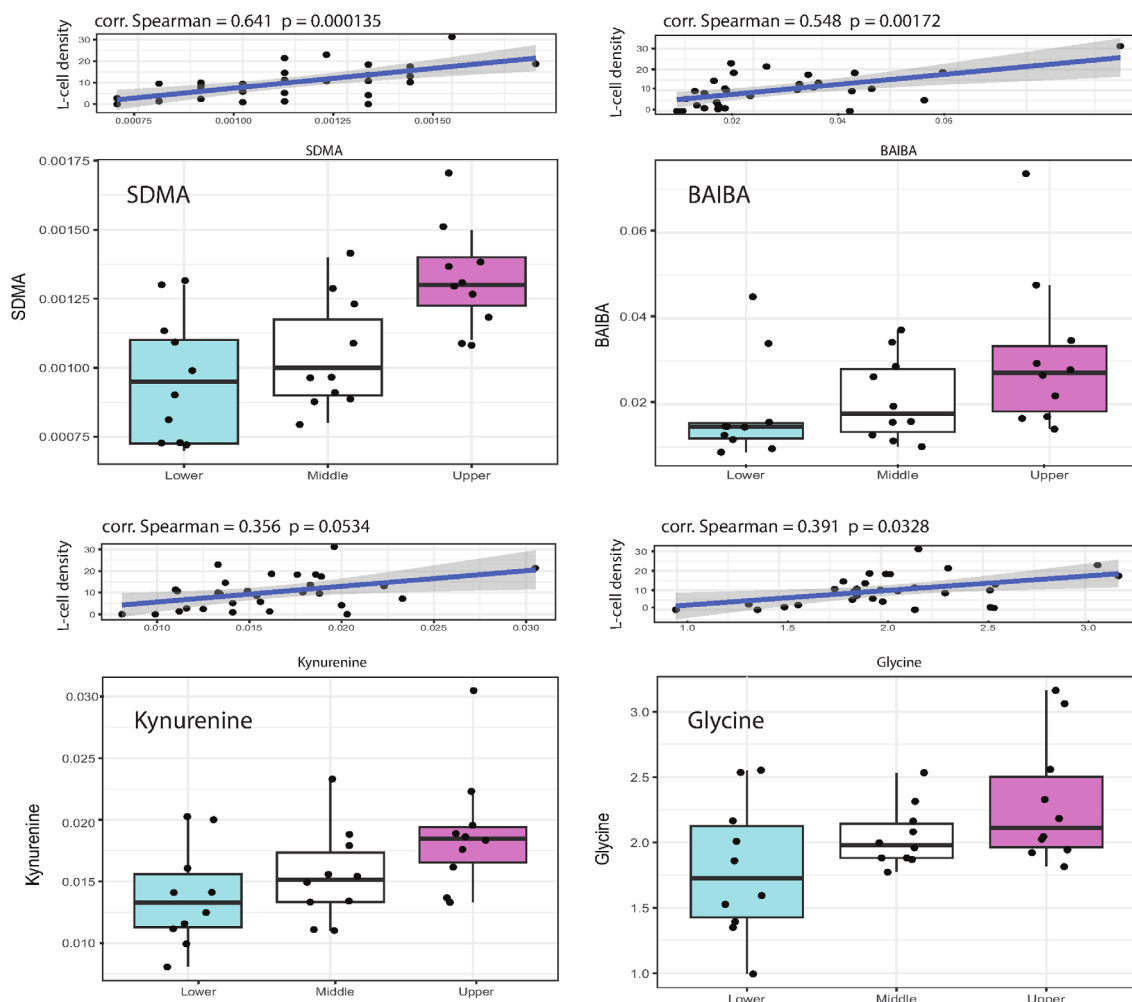 corr. Spearman = 0.641 p = 0.000135
L-cell density
30
20
10
0
0.00075
0.00100
0.00125
0.00150
SDMA
SDMA
SDMA
0.00175
0.00150
0.00125
0.00100
0.00075
Lower
Middle
Upper
corr. Spearman = 0.548 p = 0.00172
L-cell density
30
20
10
0
0.02
0.04
0.06
BAIBA
BAIBA
BAIBA
0.06
0.04
0.02
Lower
Middle
Upper
corr. Spearman = 0.356 p = 0.0534
L-cell density
30
20
10
0
0.010
0.015
0.020
0.025
0.030
Kynurenine
Kynurenine
Kynurenine
0.030
0.025
0.020
0.015
0.010
Lower
Middle
Upper
corr. Spearman = 0.391 p = 0.0328
L-cell density
30
20
10
0
1.0
1.5
2.0
2.5
3.0
Glycine
Glycine
Glycine
3.0
2.5
2.0
1.5
1.0
Lower
Middle
Upper